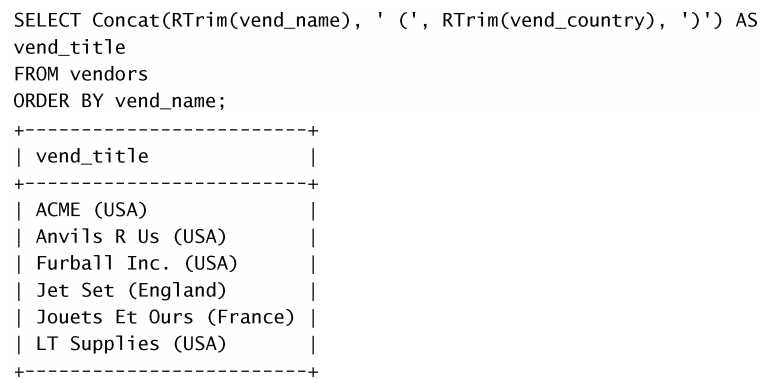 SELECT Concat(RTrim(vend_name), ' (', RTrim(vend_country), ')') AS
vend_title
FROM vendors
ORDER BY vend_name;
+-------------------------+
| vend_title              |
+-------------------------+
| ACME (USA)              |
| Anvils R Us (USA)       |
| Furball Inc. (USA)      |
| Jet Set (England)       |
| Jouets Et Ours (France) |
| LT Supplies (USA)       |
+-------------------------+